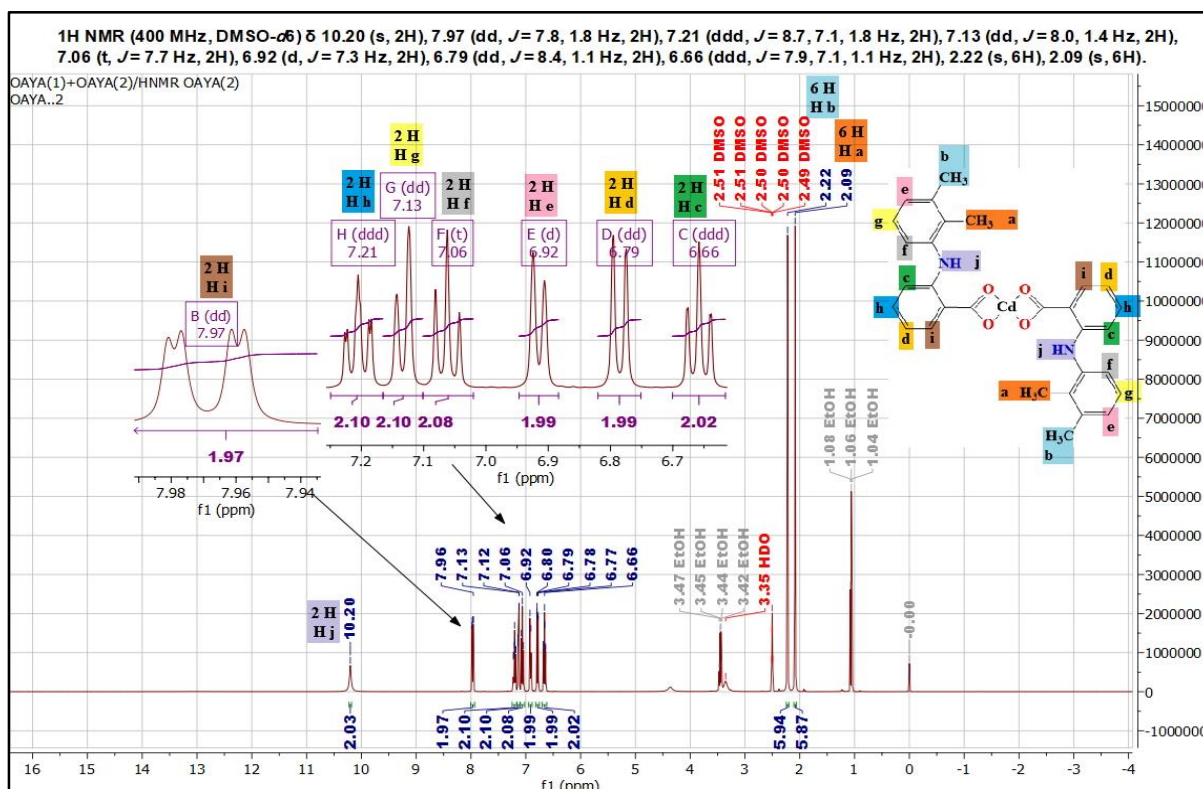 1H NMR (400 MHz, DMSO-d6) δ 10.20 (s, 2H), 7.97 (dd, J = 7.8, 1.8 Hz, 2H), 7.21 (ddd, J = 8.7, 7.1, 1.8 Hz, 2H), 7.13 (dd, J = 8.0, 1.4 Hz, 2H),
7.06 (t, J = 7.7 Hz, 2H), 6.92 (d, J = 7.3 Hz, 2H), 6.79 (dd, J = 8.4, 1.1 Hz, 2H), 6.66 (ddd, J = 7.9, 7.1, 1.1 Hz, 2H), 2.22 (s, 6H), 2.09 (s, 6H).
OAYA(1)+OAYA(2)/HNMR OAYA(2)
OAYA..2
2 H
H i
B (dd)
7.97
1.97
7.98 7.96 7.94
f1 (ppm)
2 H
H h
H (ddd)
7.21
2 H
H g
G (dd)
7.13
2 H
H f
F (t)
7.06
2 H
H e
E (d)
6.92
2 H
H d
D (dd)
6.79
2 H
H c
C (ddd)
6.66
2.10 2.10 2.08 1.99 1.99 2.02
7.2 7.1 7.0 6.9 6.8 6.7
f1 (ppm)
6 H
H b
6 H
H a
2.51 DMSO
2.51 DMSO
2.50 DMSO
2.50 DMSO
2.49 DMSO
2.22
2.09
b
CH₃
e
g
CH₃ a
f
NH j
c
h
d
i
O
O
Cd
O
O
i
d
h
c
j HN
f
a H₃C
g
e
H₃C
b
1.08 EtOH
1.06 EtOH
1.04 EtOH
3.47 EtOH
3.45 EtOH
3.44 EtOH
3.42 EtOH
3.35 HDO
-0.00
7.96
7.13
7.12
7.06
6.92
6.80
6.79
6.78
6.77
6.66
2 H
H j
10.20
2.03
1.97
2.10
2.10
2.08
1.99
1.99
2.02
5.94
5.87
15000000
14000000
13000000
12000000
11000000
10000000
9000000
8000000
7000000
6000000
5000000
4000000
3000000
2000000
1000000
0
-1000000
16 15 14 13 12 11 10 9 8 7 6 5 4 3 2 1 0 -1 -2 -3 -4
f1 (ppm)